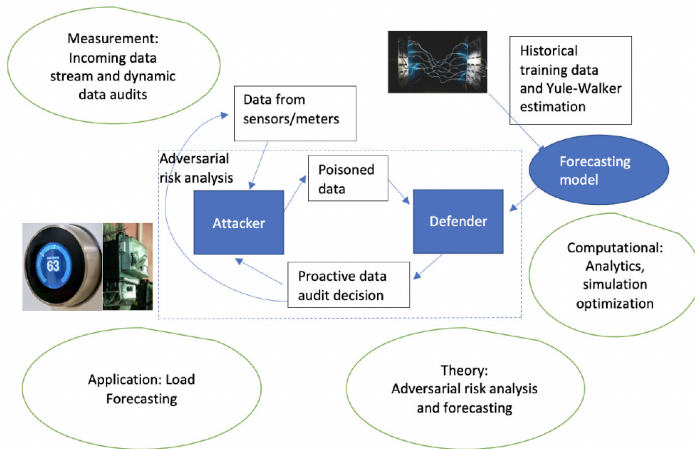 Measurement:
Incoming data
stream and dynamic
data audits
Historical
training data
and Yule-Walker
estimation
Data from
sensors/meters
Adversarial
risk analysis
Poisoned
data
Forecasting
model
Attacker
Defender
63
Proactive data
audit decision
Computational:
Analytics,
simulation
optimization
Application: Load
Forecasting
Theory:
Adversarial risk analysis
and forecasting